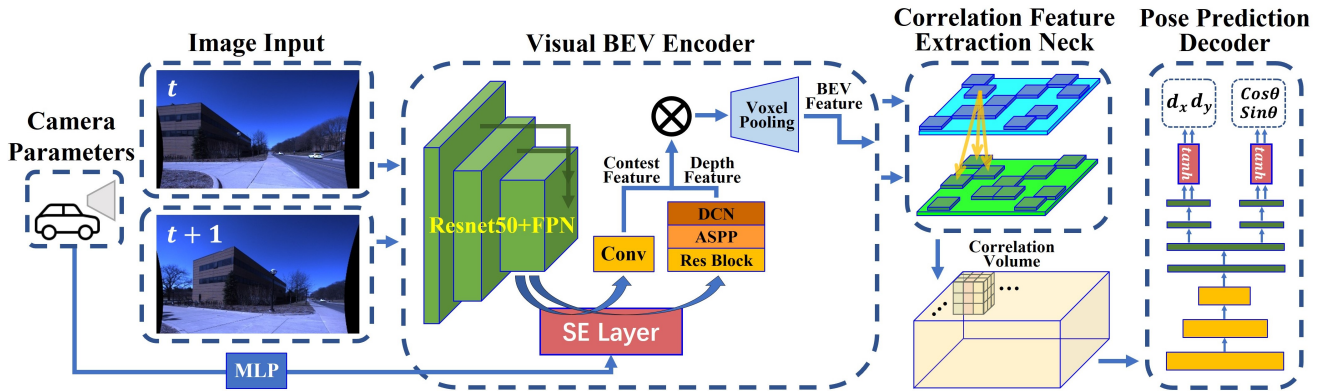 Camera
Parameters
Image Input
t
t + 1
MLP
Visual BEV Encoder
Resnet50+FPN
Contest
Feature
Depth
Feature
Conv
DCN
ASPP
Res Block
SE Layer
Voxel
Pooling
BEV
Feature
Correlation Feature
Extraction Neck
Correlation
Volume
Pose Prediction
Decoder
dx dy
Cosθ
Sinθ
tanh
tanh